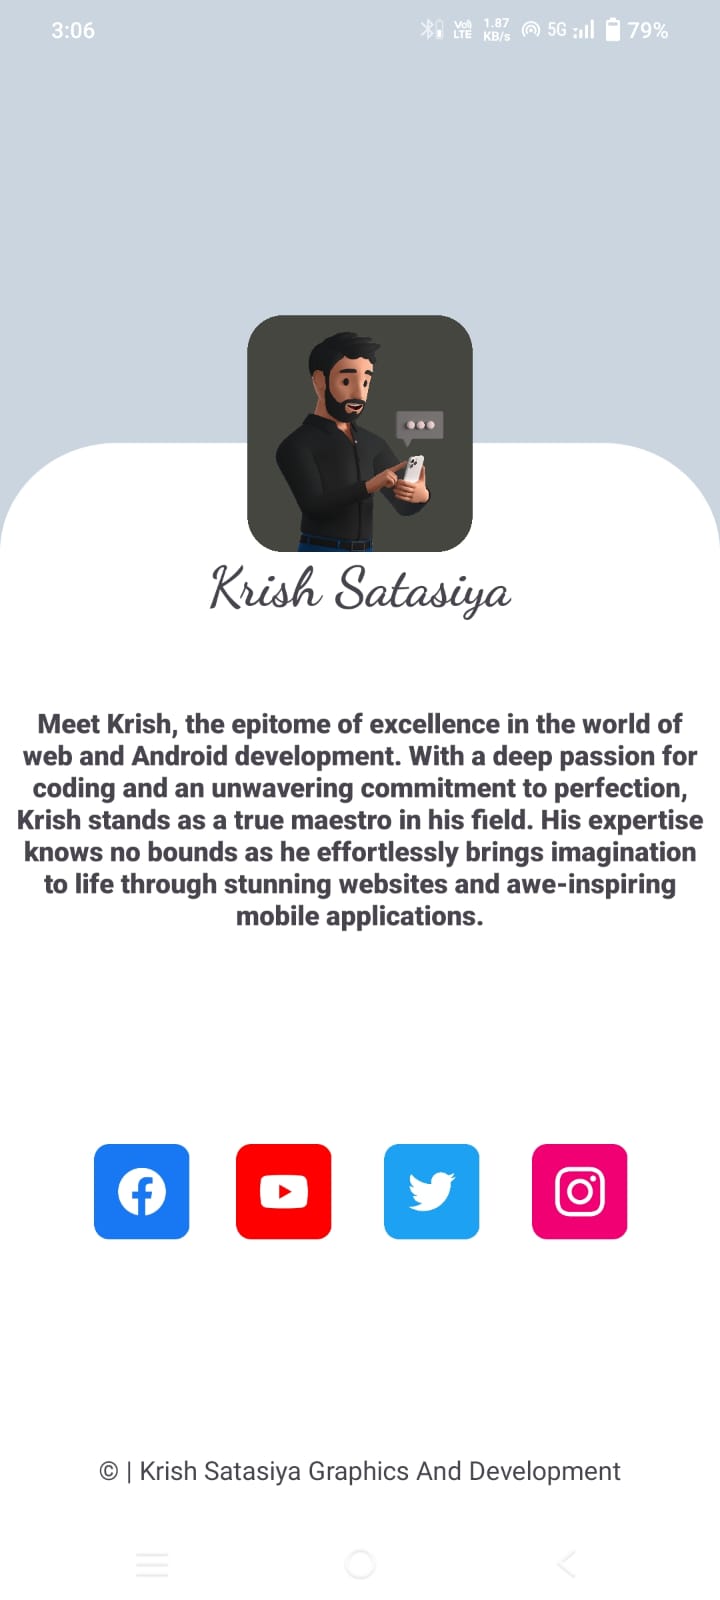 3:06 Vo) LTE 1.87 KB/s 5G 79%
Krish Satasiya
Meet Krish, the epitome of excellence in the world of
web and Android development. With a deep passion for
coding and an unwavering commitment to perfection,
Krish stands as a true maestro in his field. His expertise
knows no bounds as he effortlessly brings imagination
to life through stunning websites and awe-inspiring
mobile applications.
© | Krish Satasiya Graphics And Development